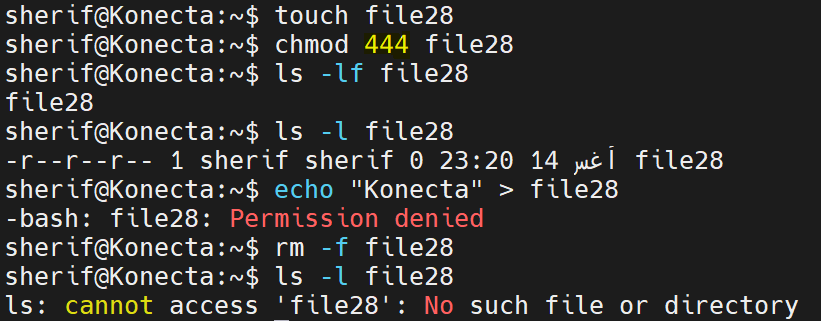 sherif@Konecta:~$ touch file28
sherif@Konecta:~$ chmod 444 file28
sherif@Konecta:~$ ls -lf file28
file28
sherif@Konecta:~$ ls -l file28
-r--r--r-- 1 sherif sherif 0 23:20 14 أغس file28
sherif@Konecta:~$ echo "Konecta" > file28
-bash: file28: Permission denied
sherif@Konecta:~$ rm -f file28
sherif@Konecta:~$ ls -l file28
ls: cannot access 'file28': No such file or directory